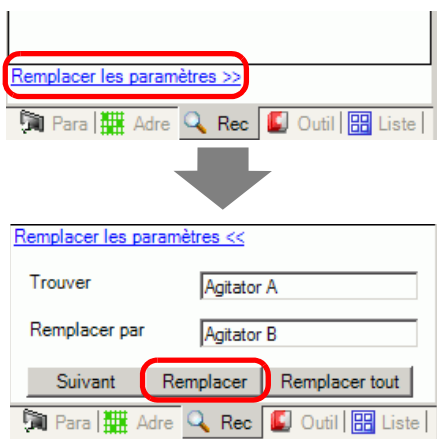 Remplacer les paramètres >>
Para Adre Rec Outil Liste
Remplacer les paramètres <<
Trouver Agitator A
Remplacer par Agitator B
Suivant Remplacer Remplacer tout
Para Adre Rec Outil Liste